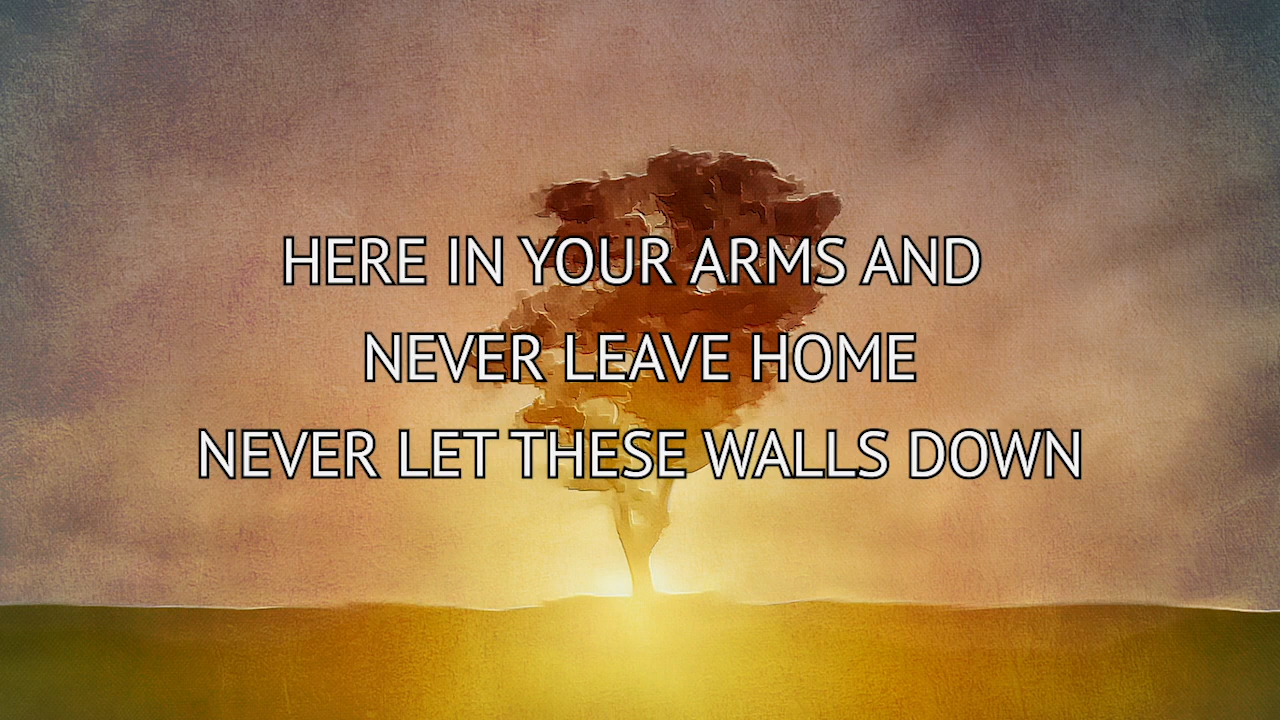 HERE IN YOUR ARMS AND
NEVER LEAVE HOME
NEVER LET THESE WALLS DOWN